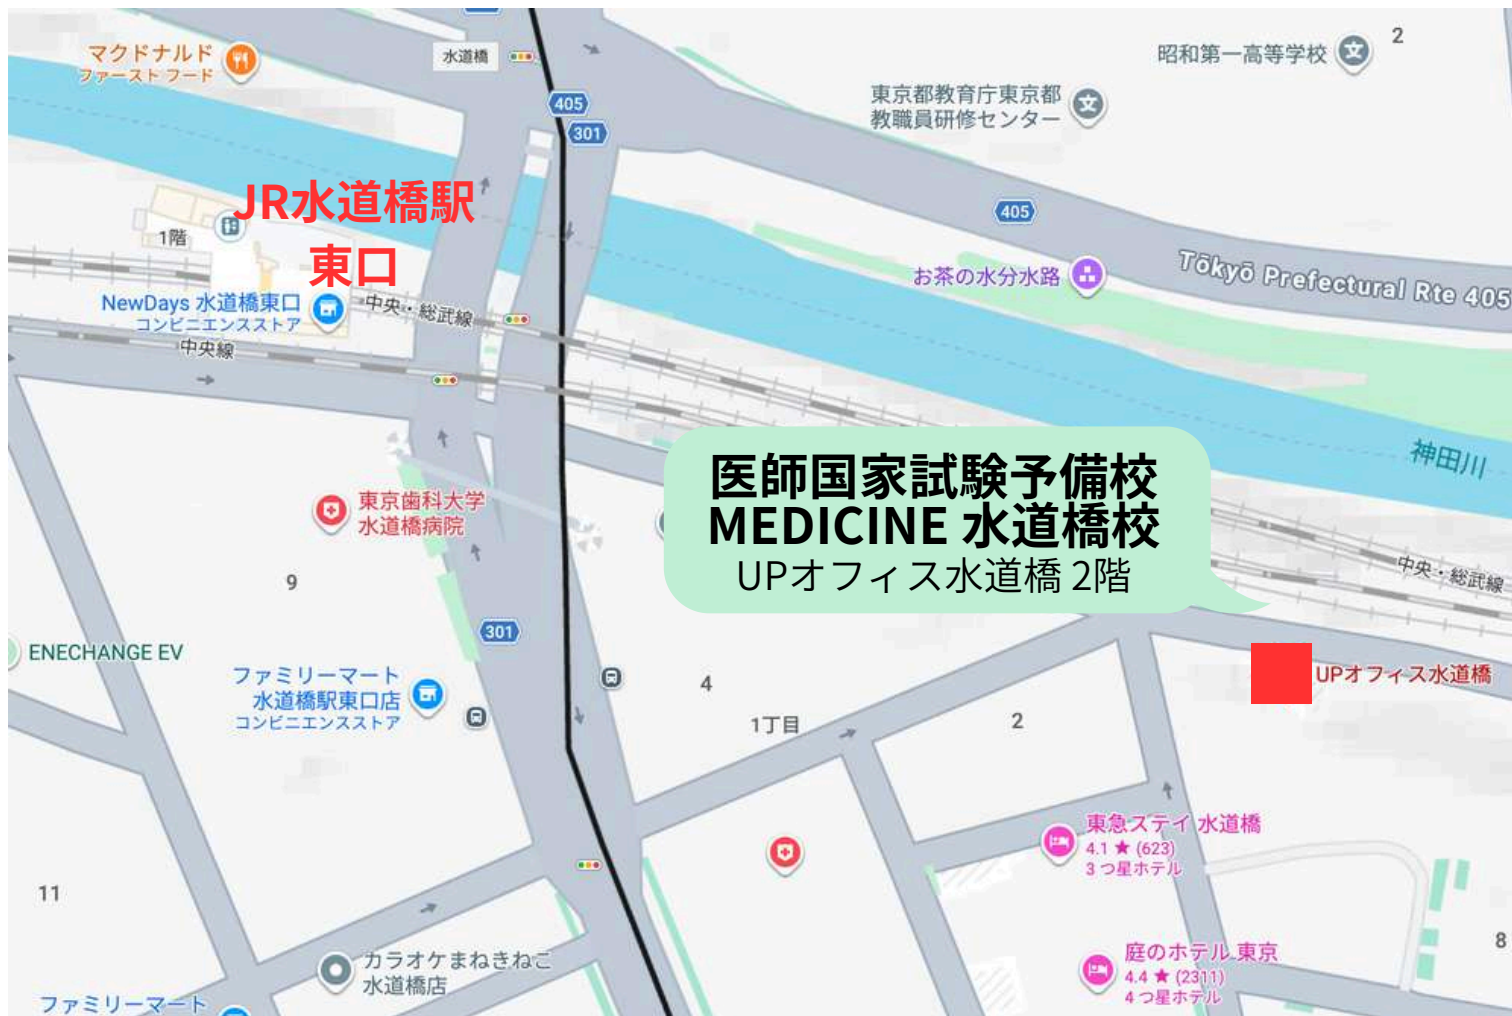 マクドナルド
ファースト フード
水道橋
405
301
2
昭和第一高等学校
東京都教育庁東京都
教職員研修センター
JR水道橋駅
東口
1階
NewDays 水道橋東口
コンビニエンスストア
中央・総武線
中央線
405
お茶の水分水路
Tōkyō Prefectural Rte 405
神田川
医師国家試験予備校
MEDICINE 水道橋校
UPオフィス水道橋 2階
東京歯科大学
水道橋病院
9
中央・総武線
301
ENECHANGE EV
ファミリーマート
水道橋駅東口店
コンビニエンスストア
4
1丁目
2
UPオフィス水道橋
東急ステイ 水道橋
4.1 ★ (623)
3 つ星ホテル
11
カラオケまねきねこ
水道橋店
庭のホテル 東京
4.4 ★ (2311)
4 つ星ホテル
8
ファミリーマート